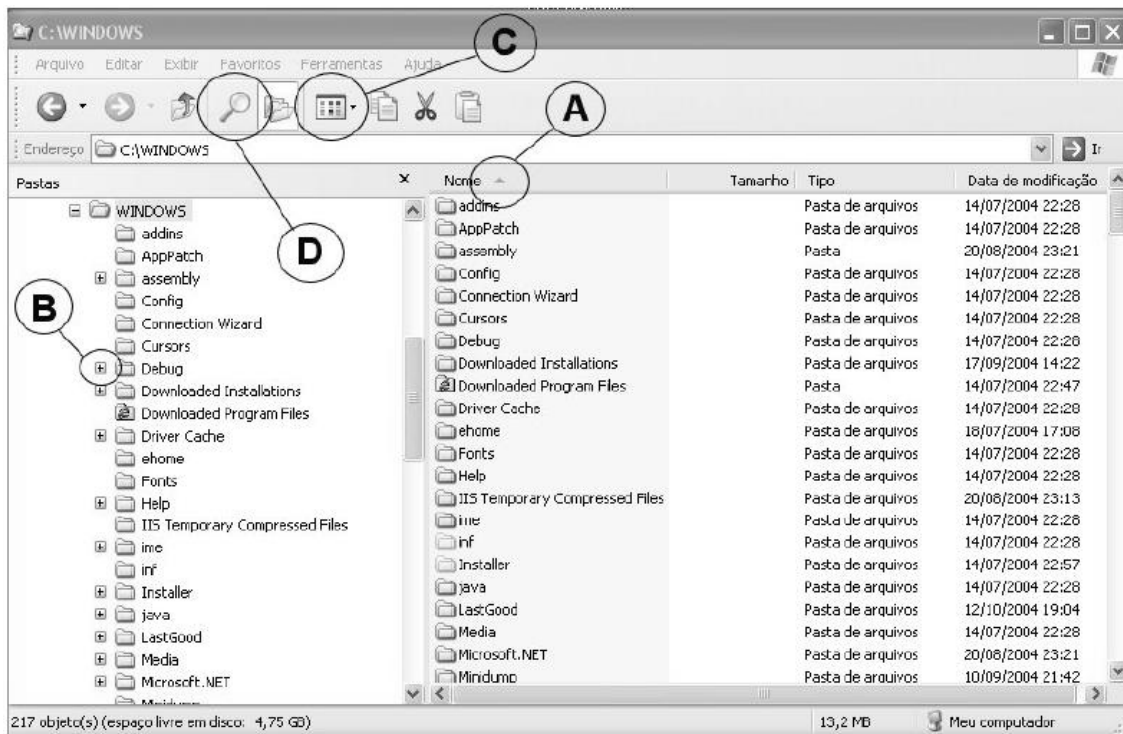 C:\WINDOWS
Arquivo Editar Exibir Favoritos Ferramentas Ajuda
C
A
Endereço C:\WINDOWS Ir
Pastas x
Nome Tamanho Tipo Data de modificação
D
B
WINDOWS
addins
AppPatch
assembly
Config
Connection Wizard
Cursors
Debug
Downloaded Installations
Downloaded Program Files
Driver Cache
ehome
Fonts
Help
IIS Temporary Compressed Files
ime
inf
Installer
java
LastGood
Media
Microsoft.NET
Minidump
addins Pasta de arquivos 14/07/2004 22:28
AppPatch Pasta de arquivos 14/07/2004 22:28
assembly Pasta 20/08/2004 23:21
Config Pasta de arquivos 14/07/2004 22:28
Connection Wizard Pasta de arquivos 14/07/2004 22:28
Cursors Pasta de arquivos 14/07/2004 22:28
Debug Pasta de arquivos 14/07/2004 22:28
Downloaded Installations Pasta de arquivos 17/09/2004 14:22
Downloaded Program Files Pasta 14/07/2004 22:47
Driver Cache Pasta de arquivos 14/07/2004 22:28
ehome Pasta de arquivos 18/07/2004 17:08
Fonts Pasta de arquivos 14/07/2004 22:28
Help Pasta de arquivos 14/07/2004 22:28
IIS Temporary Compressed Files Pasta de arquivos 20/08/2004 23:13
ime Pasta de arquivos 14/07/2004 22:28
inf Pasta de arquivos 14/07/2004 22:28
Installer Pasta de arquivos 14/07/2004 22:57
java Pasta de arquivos 14/07/2004 22:28
LastGood Pasta de arquivos 12/10/2004 19:04
Media Pasta de arquivos 14/07/2004 22:28
Microsoft.NET Pasta de arquivos 20/08/2004 23:21
Minidump Pasta de arquivos 10/09/2004 21:42
217 objeto(s) (espaço livre em disco: 4,75 GB) 13,2 MB Meu computador